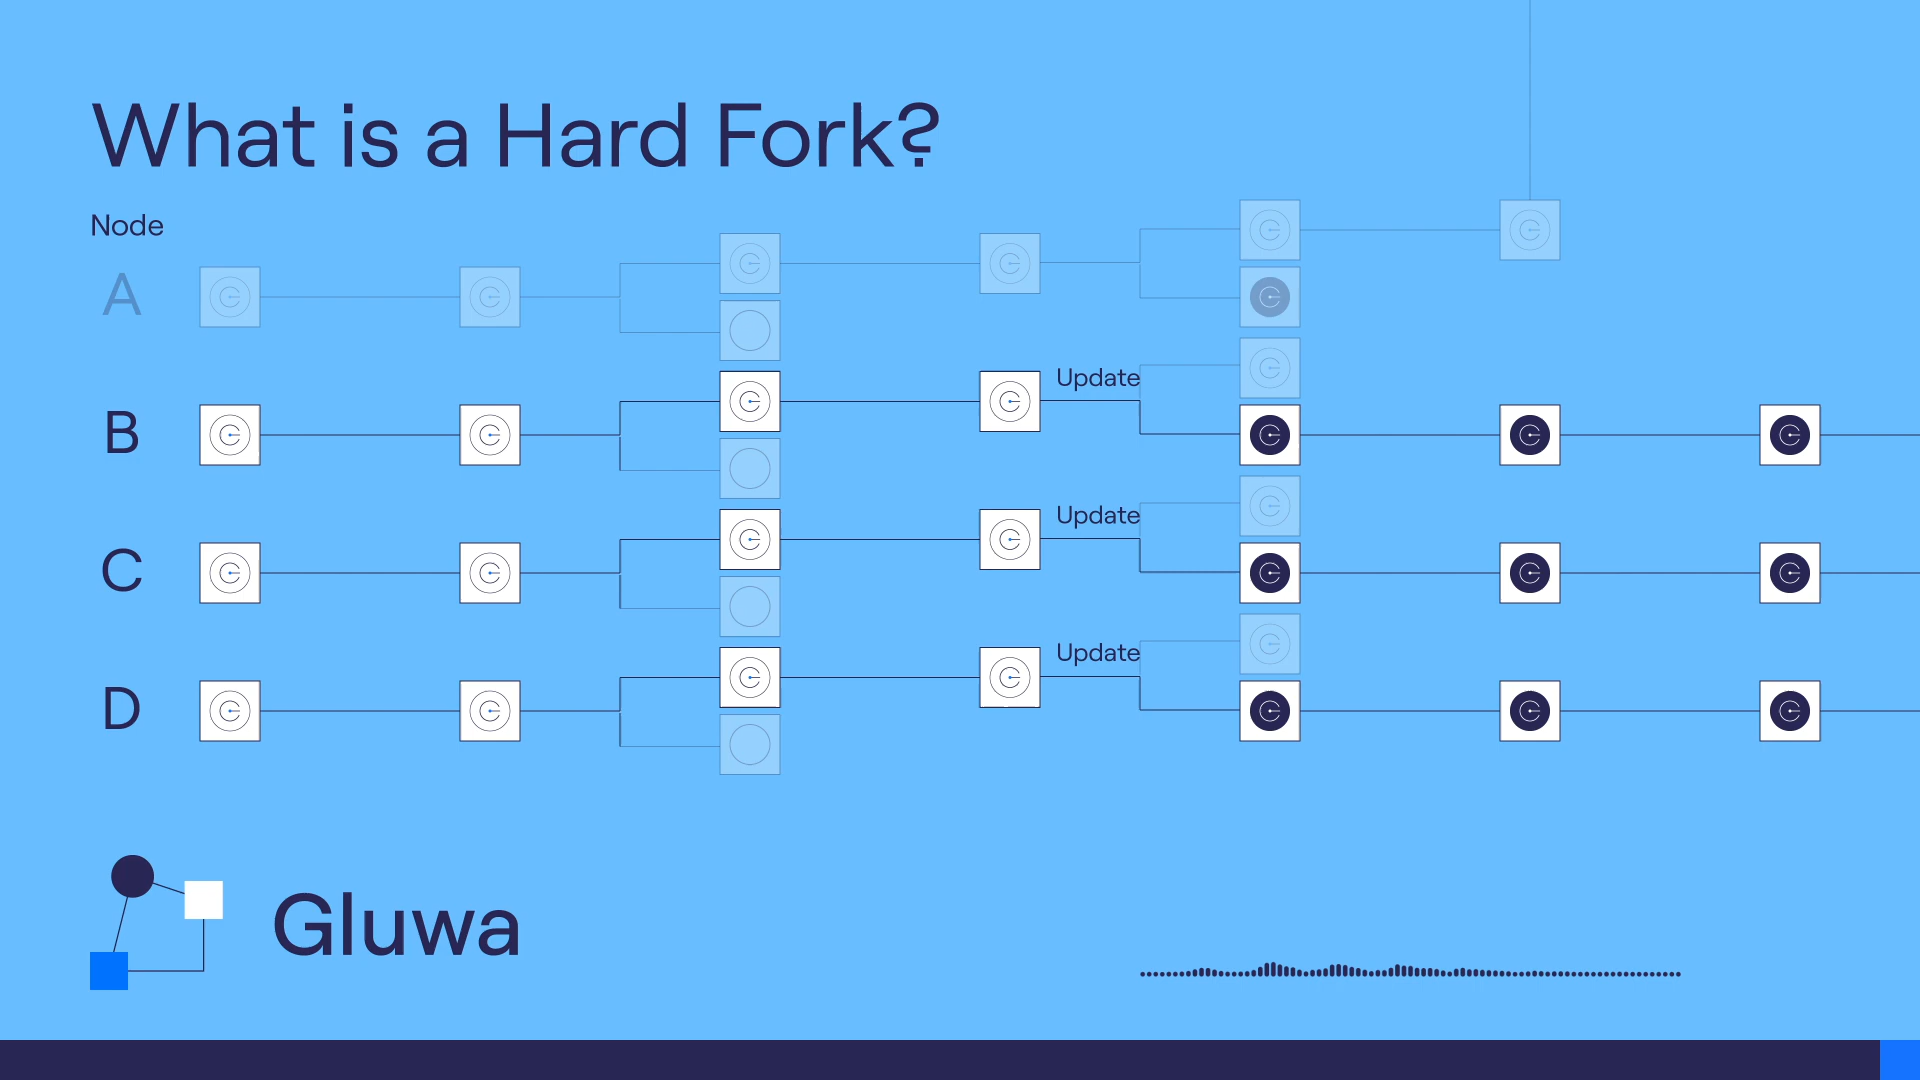 What is a Hard Fork?
Node
A
Update
B
Update
C
Update
D
Gluwa